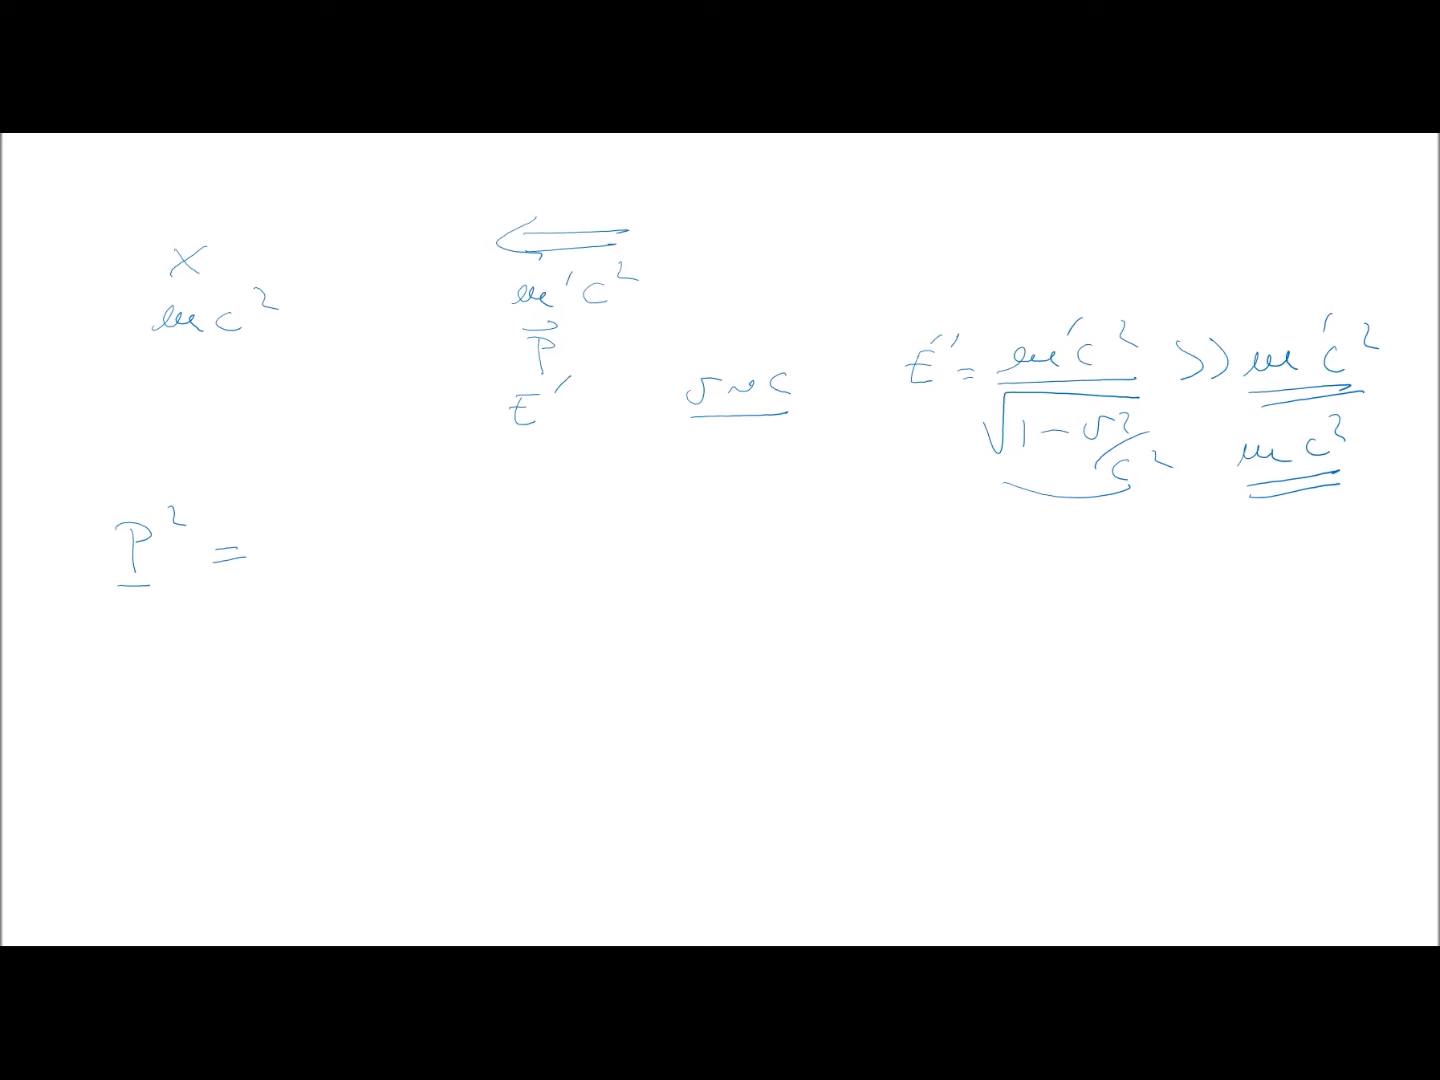 x
mc²
m'c²
p⃗
E'
v ~ c
E'' = m'c² / √(1 - v²/c²) >> m'c²
mc²
P² =